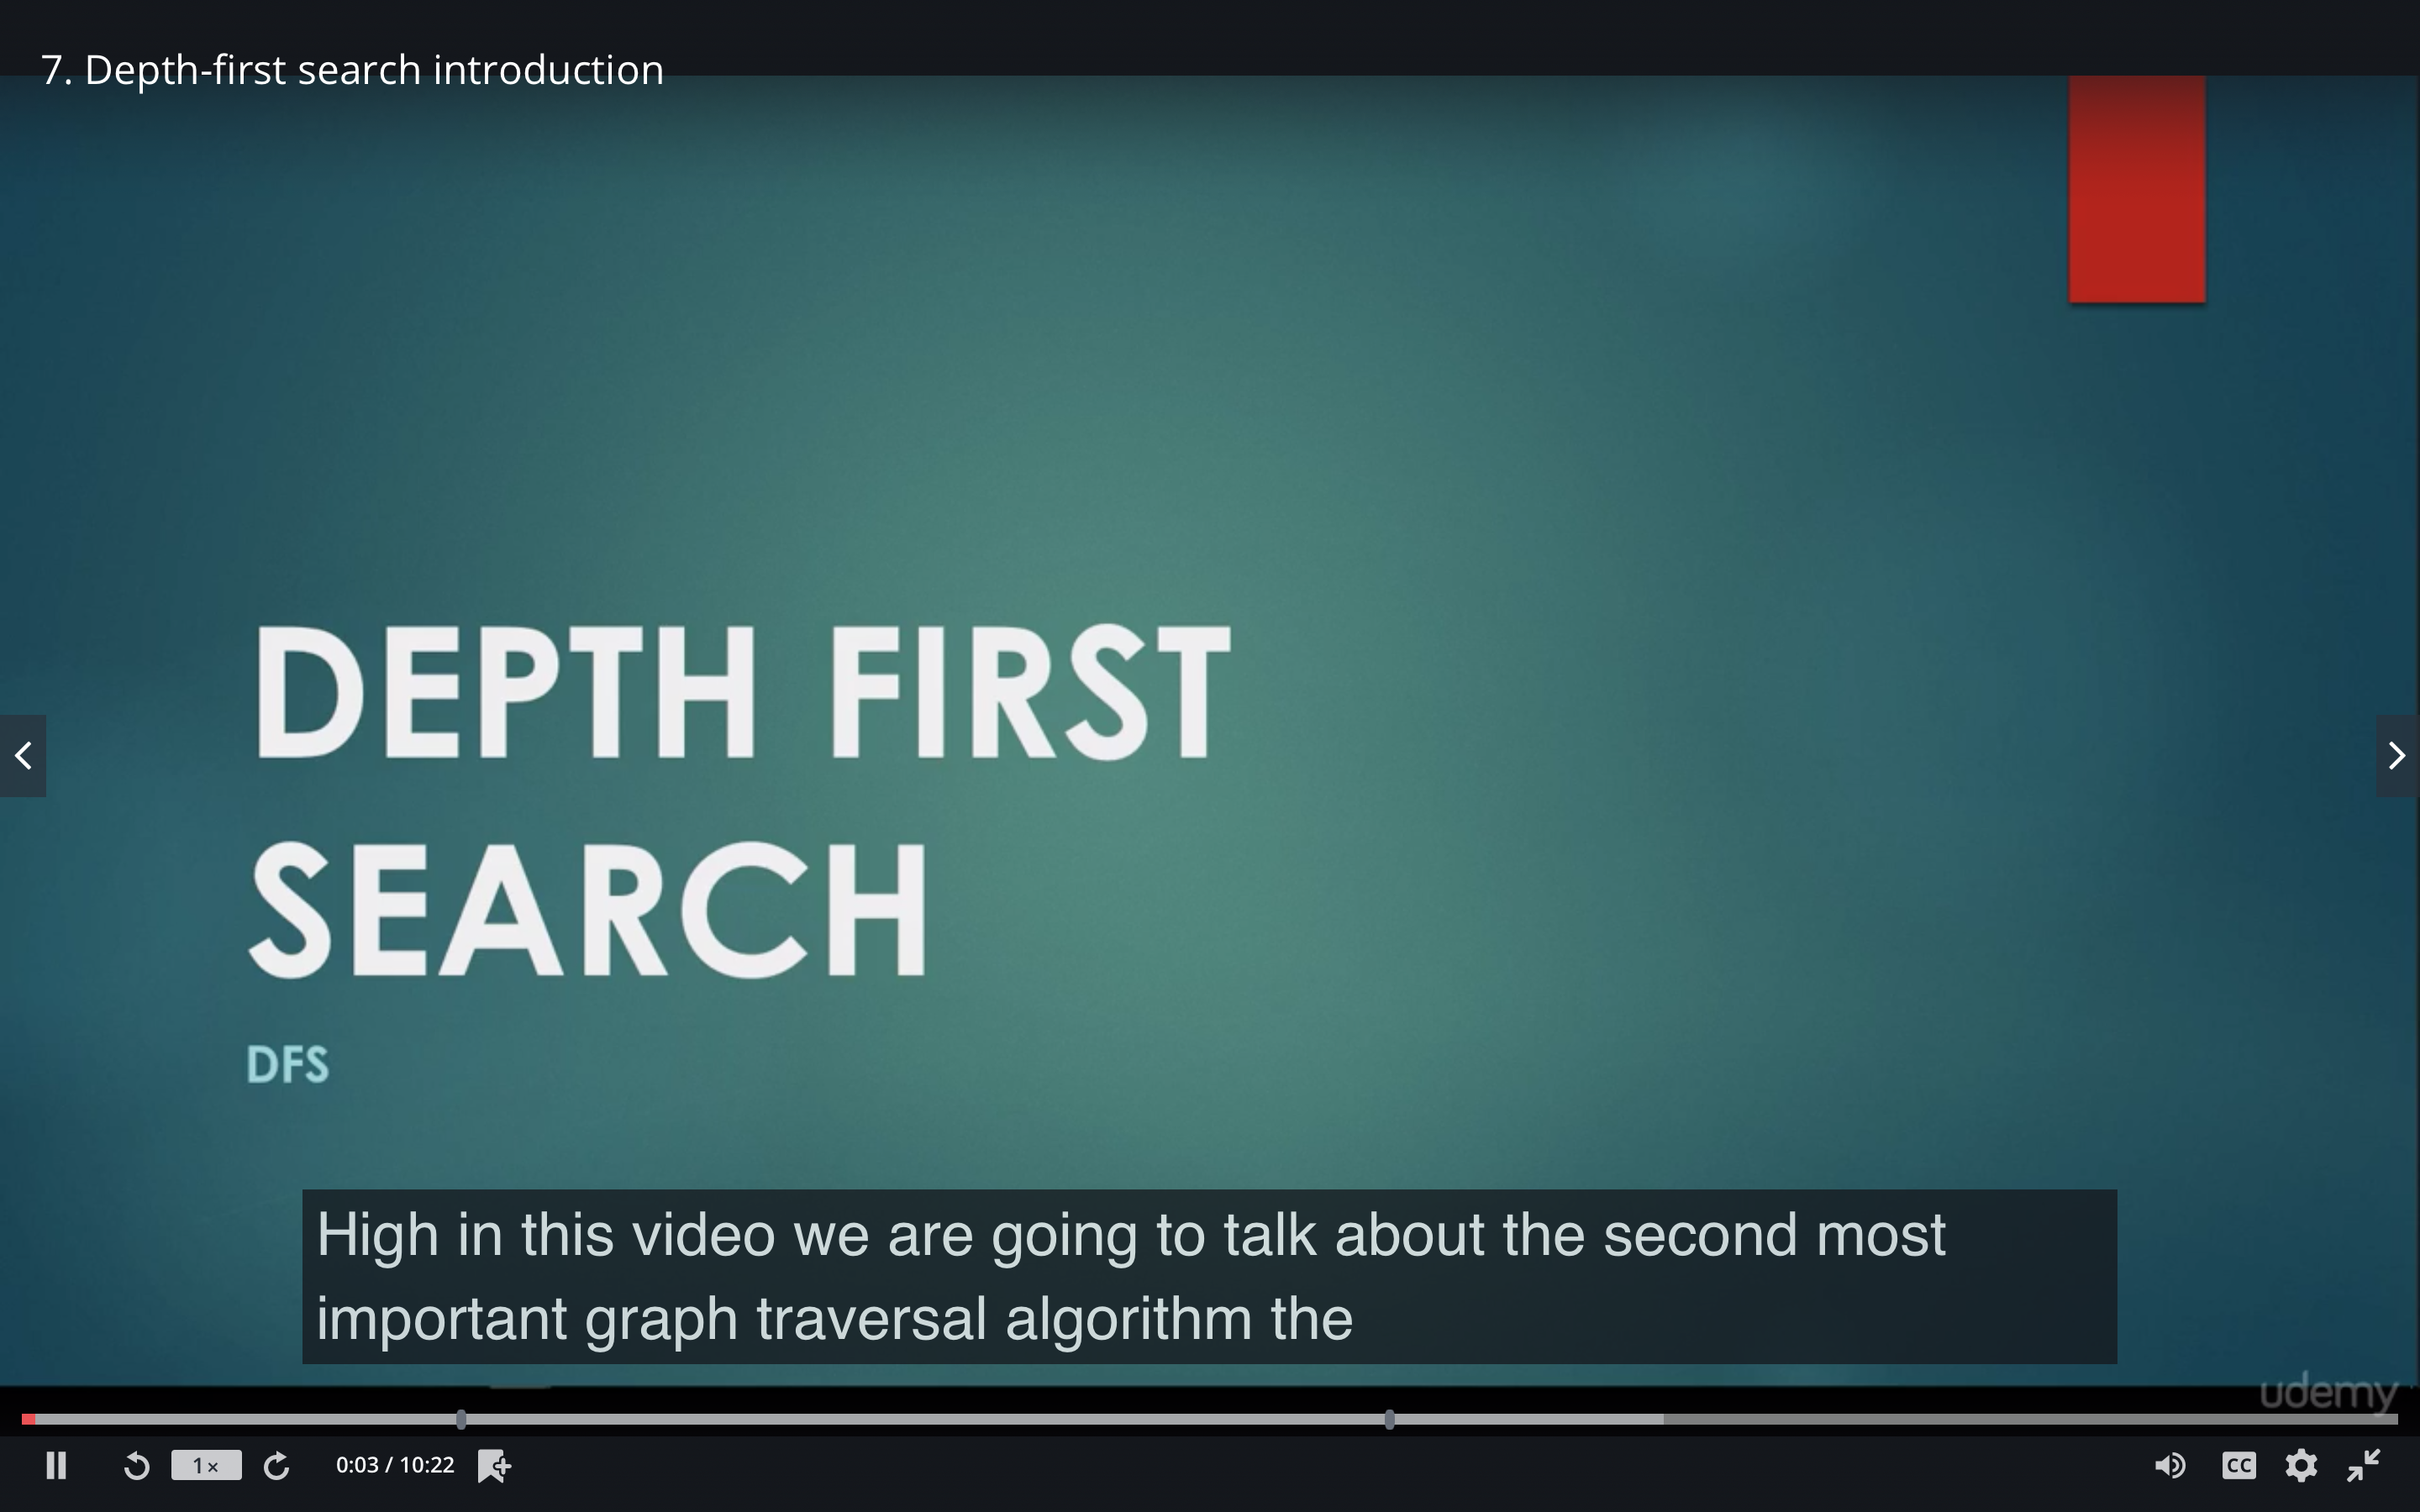 7. Depth-first search introduction
DEPTH FIRST
SEARCH
DFS
High in this video we are going to talk about the second most
important graph traversal algorithm the
udemy
1×
0:03 / 10:22
CC